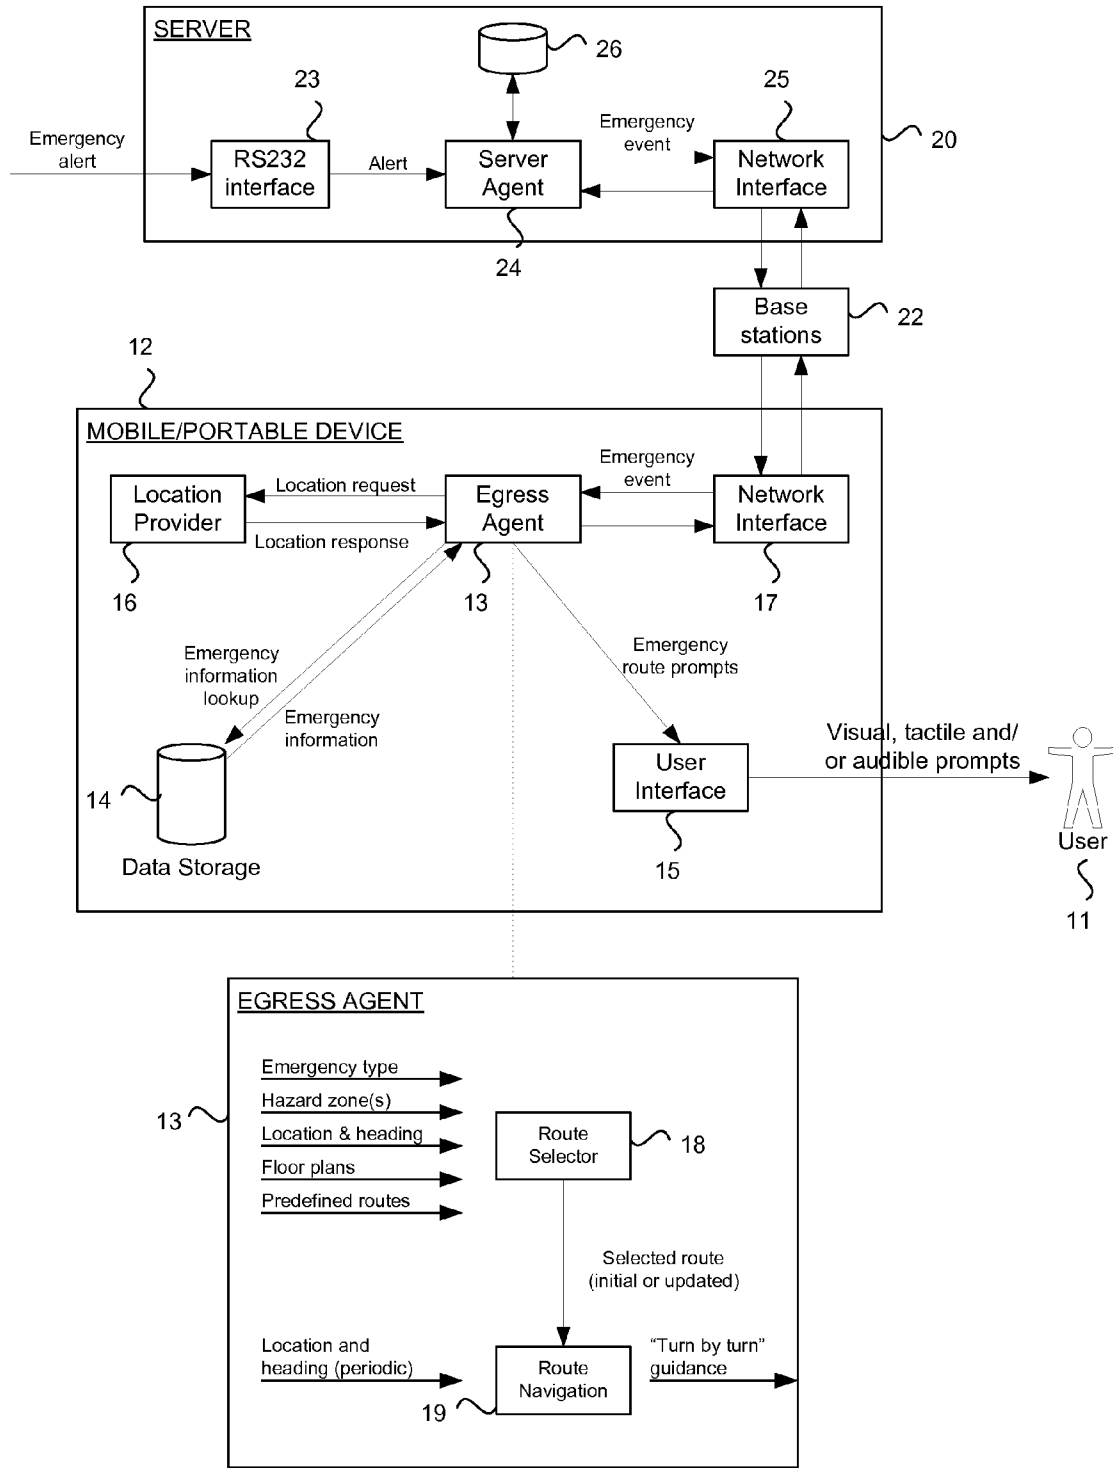 SERVER
26
23
25
Emergency
alert
RS232
interface
Alert
Server
Agent
Emergency
event
Network
Interface
20
24
Base
stations
22
12
MOBILE/PORTABLE DEVICE
Location
Provider
Location request
Location response
Egress
Agent
Emergency
event
Network
Interface
16
13
17
Emergency
information
lookup
Emergency
information
Emergency
route prompts
14
Data Storage
User
Interface
15
Visual, tactile and/
or audible prompts
User
11
EGRESS AGENT
13
Emergency type
Hazard zone(s)
Location & heading
Floor plans
Predefined routes
Route
Selector
18
Selected route
(initial or updated)
Location and
heading (periodic)
Route
Navigation
19
“Turn by turn”
guidance